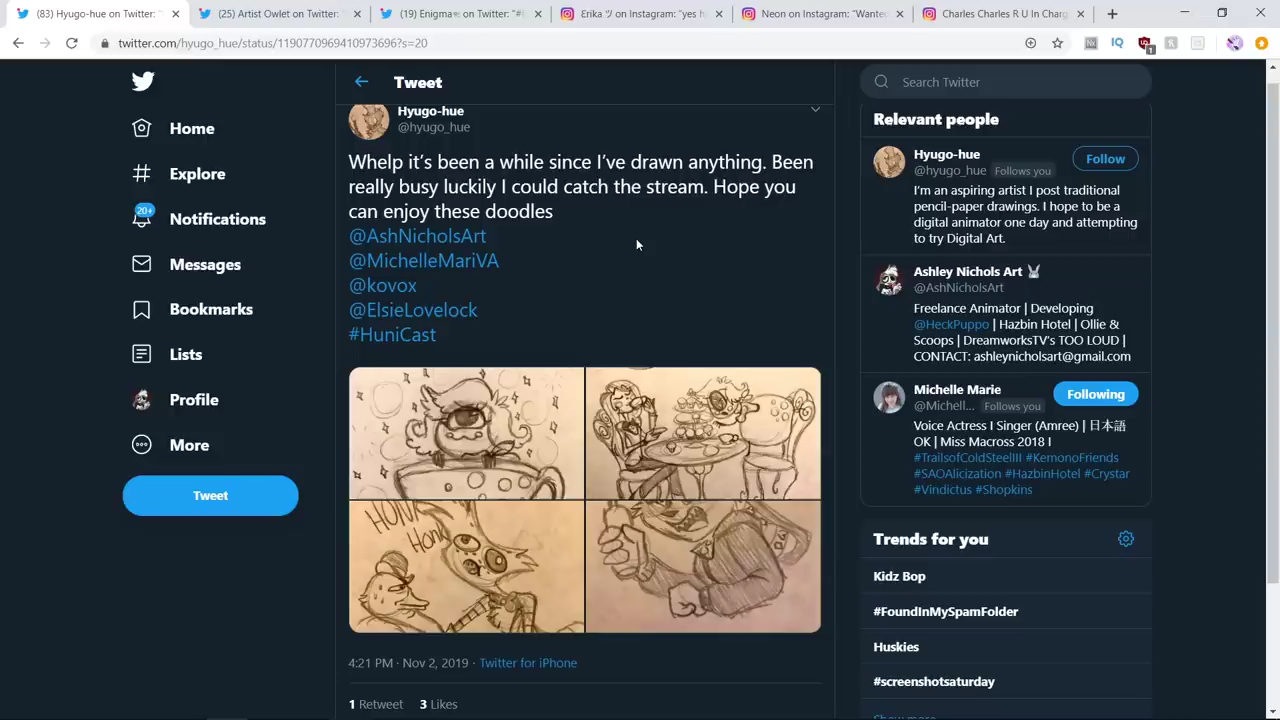 (83) Hyugo-hue on Twitter: "
(25) Artist Owlet on Twitter: "
(19) Enigma on Twitter: "#
Erika ツ on Instagram: "yes h
Neon on Instagram: "Wante
Charles Charles R U In Charg
twitter.com/hyugo_hue/status/1190770969410973696?s=20
Home
Explore
20+
Notifications
Messages
Bookmarks
Lists
Profile
More
Tweet
Tweet
Hyugo-hue
@hyugo_hue
Whelp it's been a while since I've drawn anything. Been
really busy luckily I could catch the stream. Hope you
can enjoy these doodles
@AshNicholsArt
@MichelleMariVA
@kovox
@ElsieLovelock
#HuniCast
HONK
Honk
4:21 PM · Nov 2, 2019 · Twitter for iPhone
1 Retweet 3 Likes
Search Twitter
Relevant people
Hyugo-hue
@hyugo_hue Follows you
Follow
I'm an aspiring artist I post traditional
pencil-paper drawings. I hope to be a
digital animator one day and attempting
to try Digital Art.
Ashley Nichols Art
@AshNicholsArt
Freelance Animator | Developing
@HeckPuppo | Hazbin Hotel | Ollie &
Scoops | DreamworksTV's TOO LOUD |
CONTACT: ashleynicholsart@gmail.com
Michelle Marie
@Michell... Follows you
Following
Voice Actress I Singer (Amree) | 日本語
OK | Miss Macross 2018 I
#TrailsofColdSteelIII #KemonoFriends
#SAOAlicization #HazbinHotel #Crystar
#Vindictus #Shopkins
Trends for you
Kidz Bop
#FoundInMySpamFolder
Huskies
#screenshotsaturday
Show more